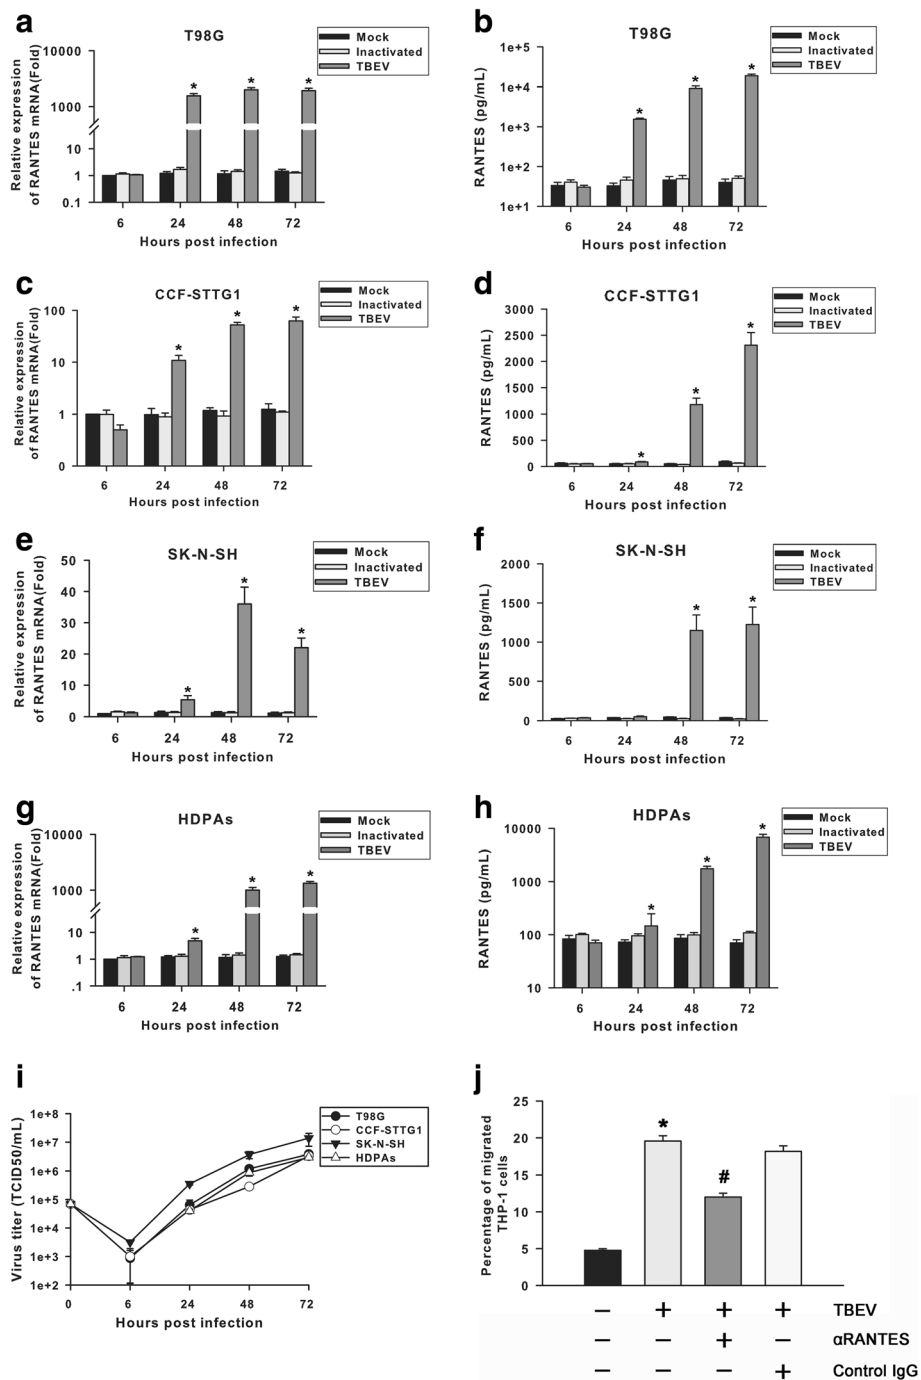 a
T98G
Mock
Inactivated
TBEV
Relative expression
of RANTES mRNA(Fold)
10000
1000
10
1
0.1
6 24 48 72
Hours post infection
b
T98G
Mock
Inactivated
TBEV
RANTES (pg/mL)
1e+5
1e+4
1e+3
1e+2
1e+1
6 24 48 72
Hours post infection
* * *
* * *
c
CCF-STTG1
Mock
Inactivated
TBEV
Relative expression
of RANTES mRNA(Fold)
100
10
1
0
6 24 48 72
Hours post infection
* * *
d
CCF-STTG1
Mock
Inactivated
TBEV
RANTES (pg/mL)
3000
2500
2000
1500
1000
500
0
6 24 48 72
Hours post infection
* * *
e
SK-N-SH
Mock
Inactivated
TBEV
Relative expression
of RANTES mRNA(Fold)
50
40
30
20
10
0
6 24 48 72
Hours post infection
* * *
f
SK-N-SH
Mock
Inactivated
TBEV
RANTES (pg/mL)
2000
1500
1000
500
0
6 24 48 72
Hours post infection
* *
g
HDPAs
Mock
Inactivated
TBEV
Relative expression
of RANTES mRNA(Fold)
10000
1000
10
1
.1
6 24 48 72
Hours post infection
* * *
h
HDPAs
Mock
Inactivated
TBEV
RANTES (pg/mL)
10000
1000
100
10
6 24 48 72
Hours post infection
* * *
i
T98G
CCF-STTG1
SK-N-SH
HDPAs
Virus titer (TCID50/mL)
1e+8
1e+7
1e+6
1e+5
1e+4
1e+3
1e+2
0 6 24 48 72
Hours post infection
j
Percentage of migrated
THP-1 cells
25
20
15
10
5
0
* #
– + + + TBEV
– – + – αRANTES
– – – + Control IgG